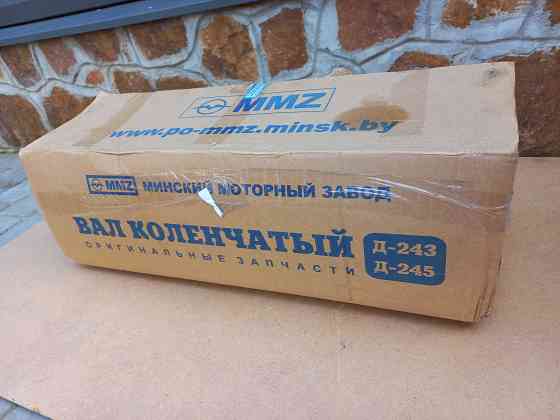 MMZ
www.po-mmz.minsk.by
MMZ МИНСКИЙ МОТОРНЫЙ ЗАВОД
ВАЛ КОЛЕНЧАТЫЙ
Д-243
ОРИГИНАЛЬНЫЕ ЗАПЧАСТИ
Д-245